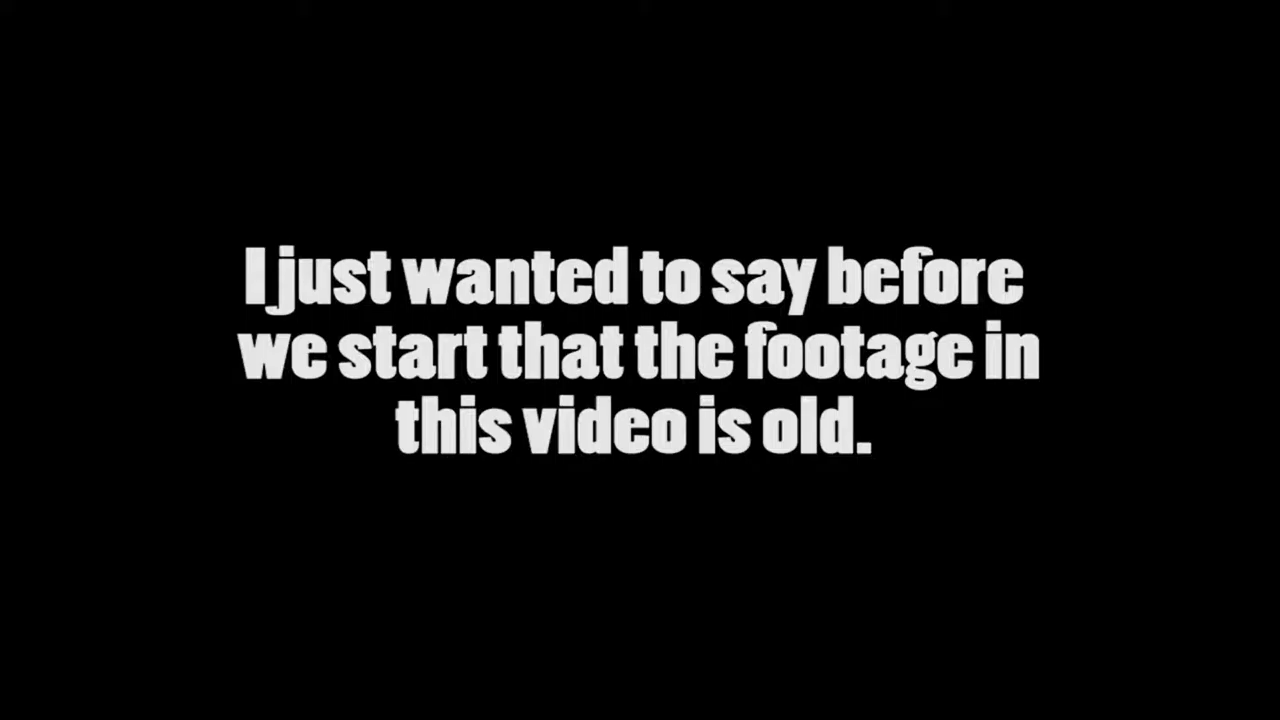 I just wanted to say before
we start that the footage in
this video is old.